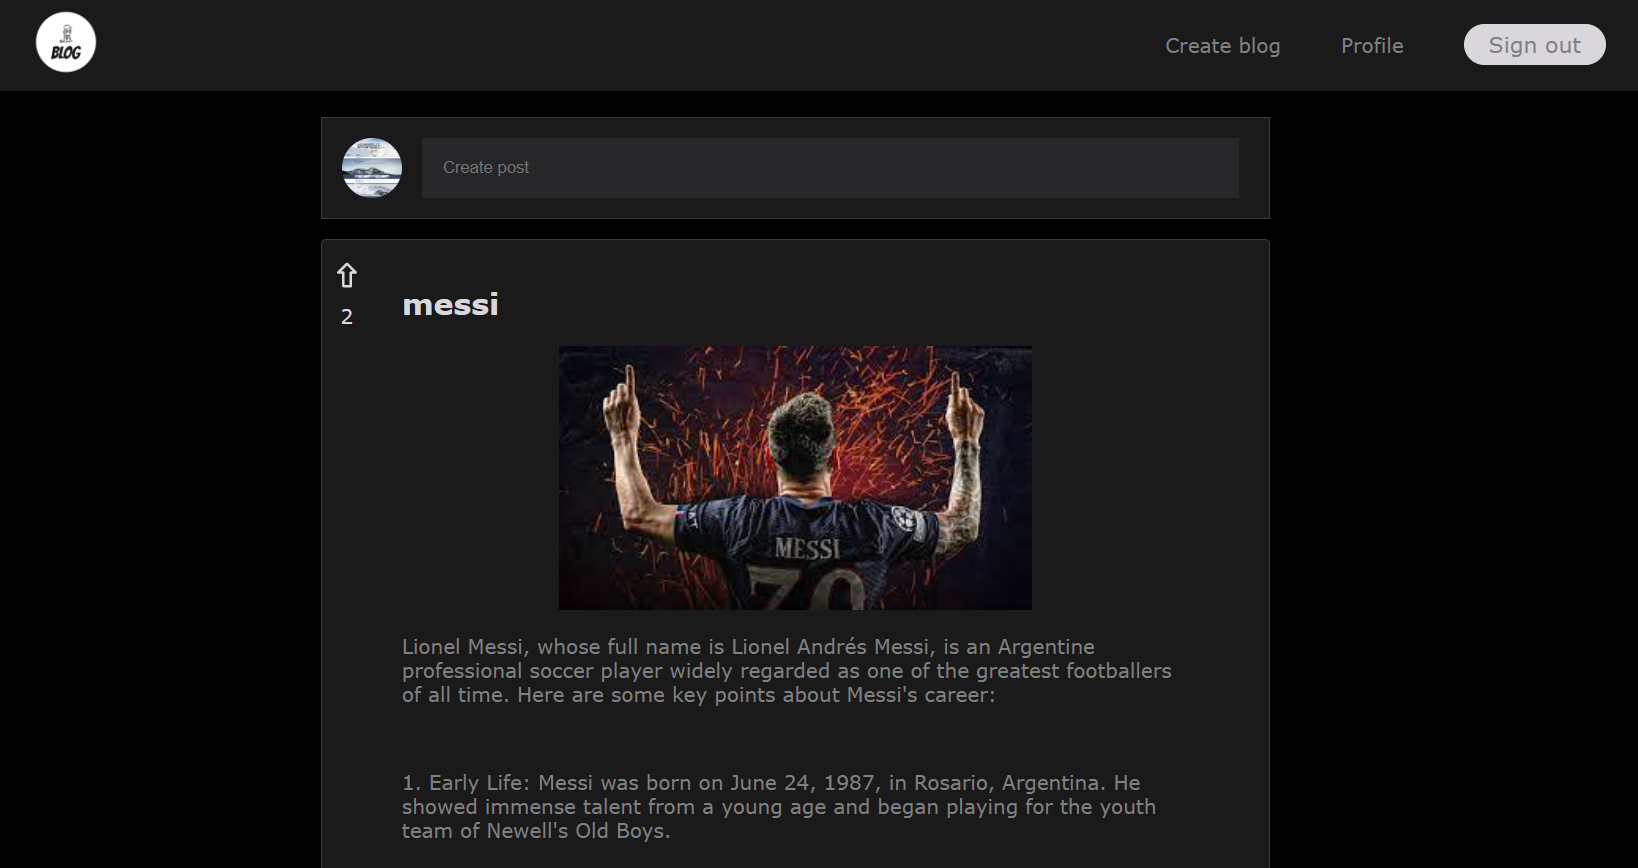 BLOG
Create blog
Profile
Sign out
Create post
2
messi
MESSI
30
Lionel Messi, whose full name is Lionel Andrés Messi, is an Argentine
professional soccer player widely regarded as one of the greatest footballers
of all time. Here are some key points about Messi's career:
1. Early Life: Messi was born on June 24, 1987, in Rosario, Argentina. He
showed immense talent from a young age and began playing for the youth
team of Newell's Old Boys.